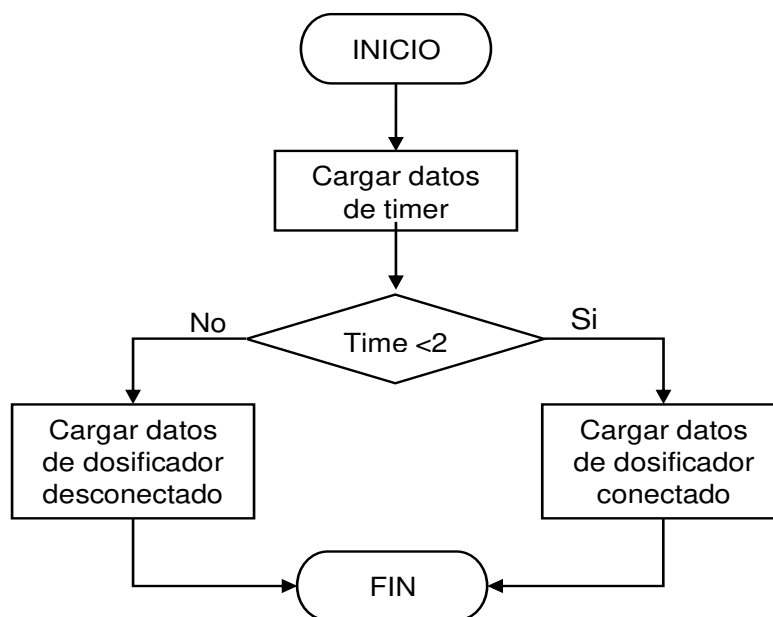 INICIO
Cargar datos
de timer
No
Si
Time <2
Cargar datos
de dosificador
desconectado
Cargar datos
de dosificador
conectado
FIN